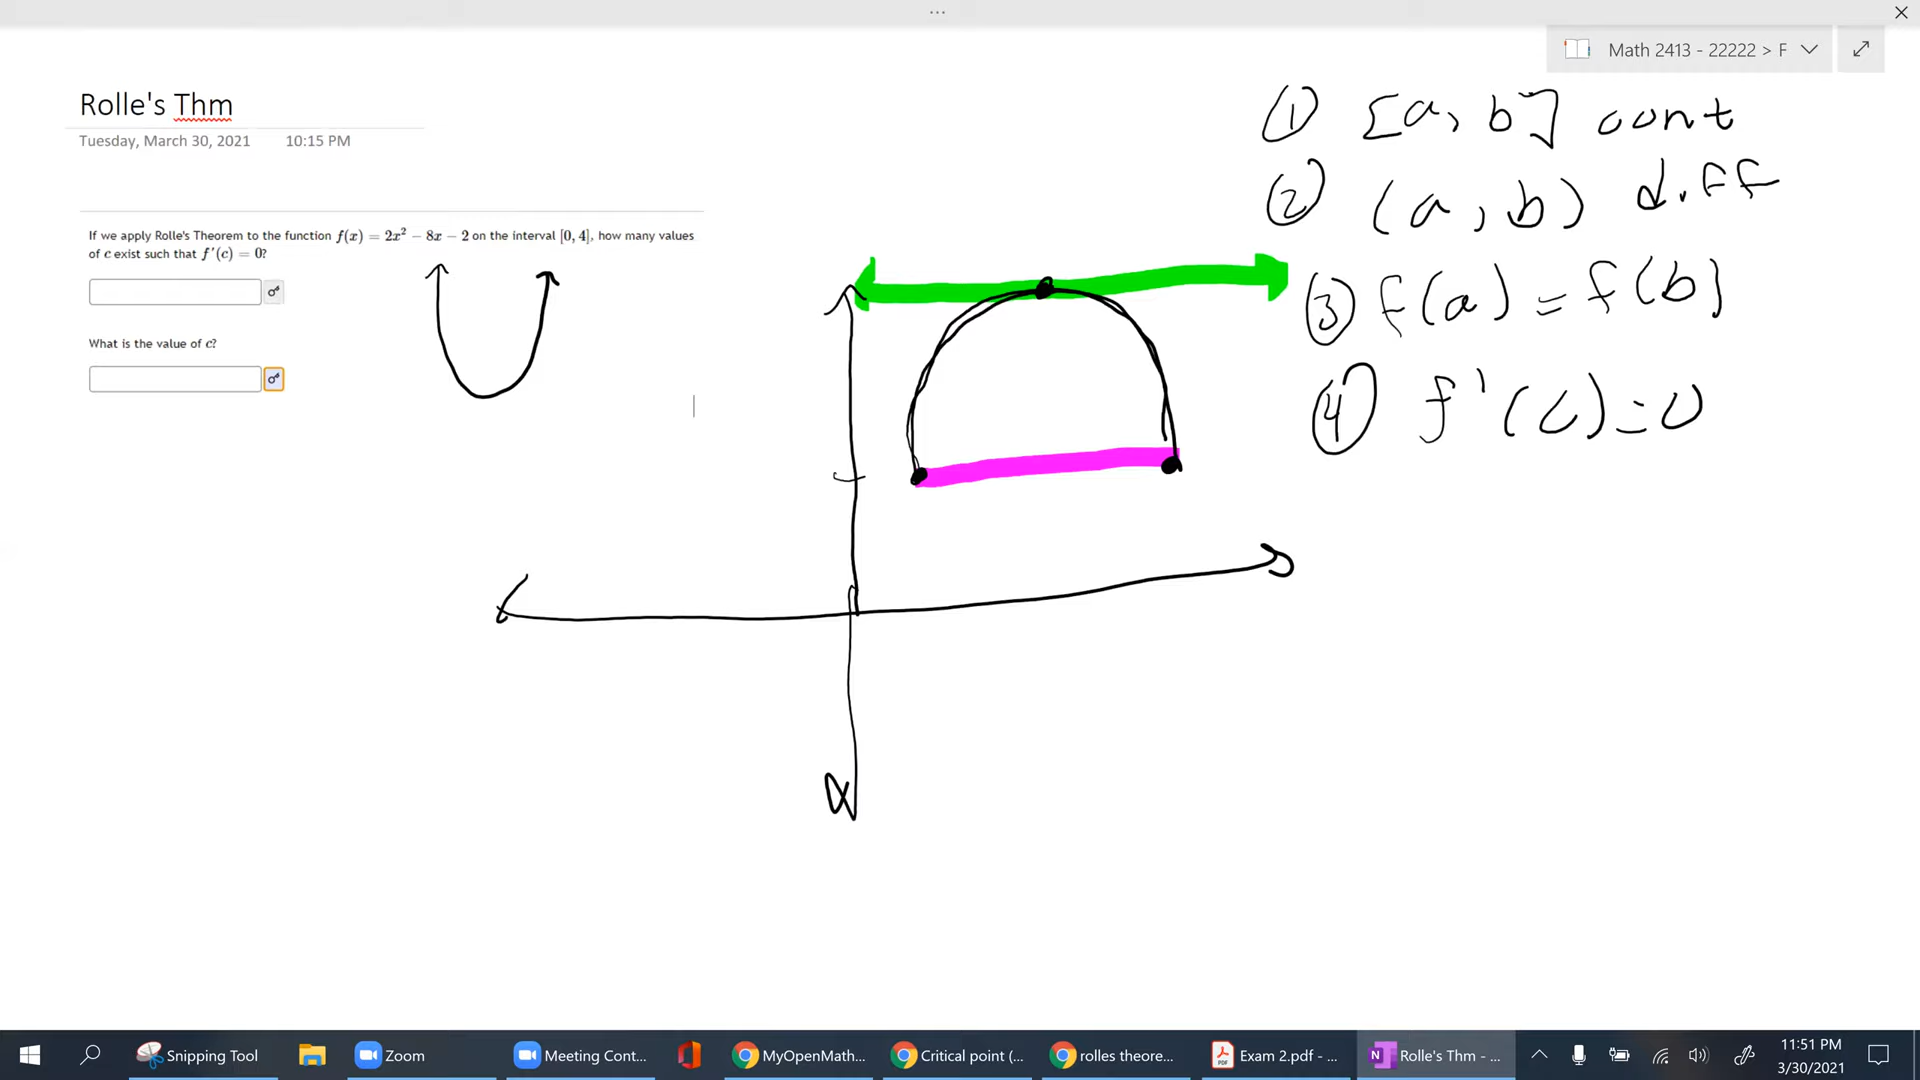 Math 2413 - 22222 > F
Rolle's Thm
Tuesday, March 30, 2021 10:15 PM
If we apply Rolle's Theorem to the function f(x) = 2x² − 8x − 2 on the interval [0, 4], how many values
of c exist such that f′(c) = 0?
What is the value of c?
① [a, b] cont
② (a, b) diff
③ f(a) = f(b)
④ f'(c) = 0
Snipping Tool
Zoom
Meeting Cont...
MyOpenMath...
Critical point (...
rolles theore...
Exam 2.pdf - ...
Rolle's Thm - ...
11:51 PM
3/30/2021